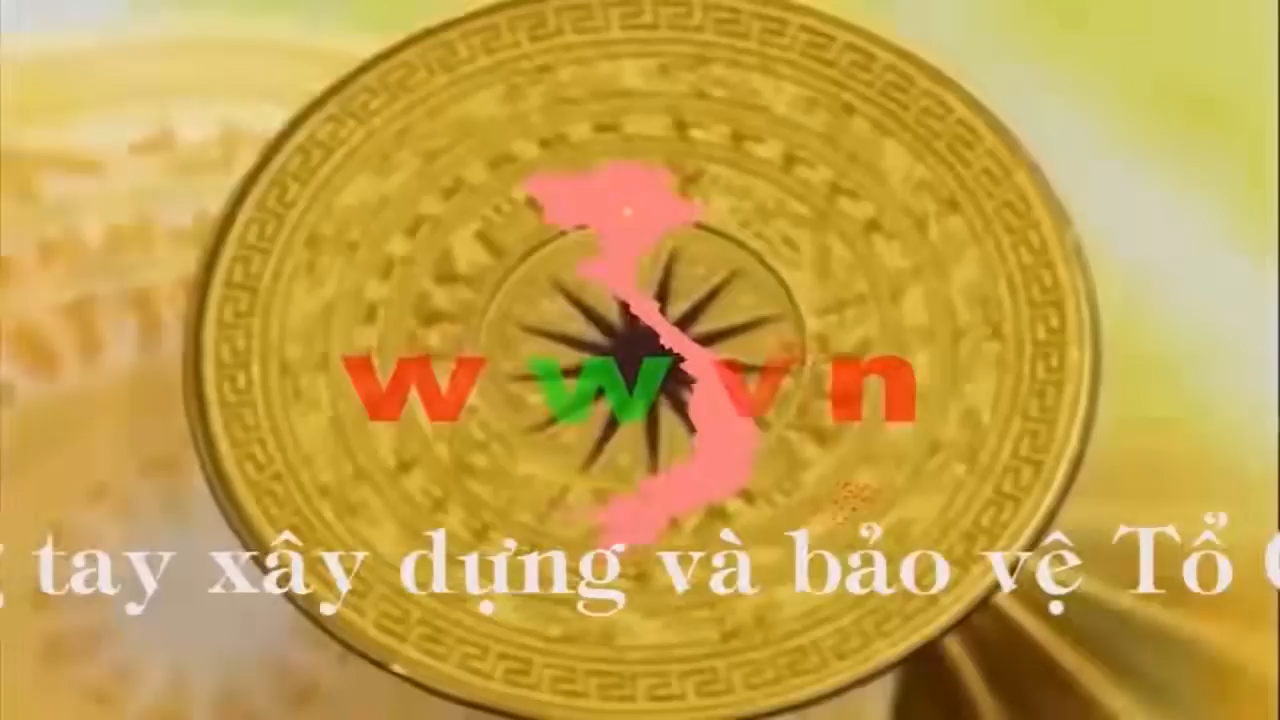 w w v n
tay xây dựng và bảo vệ Tổ